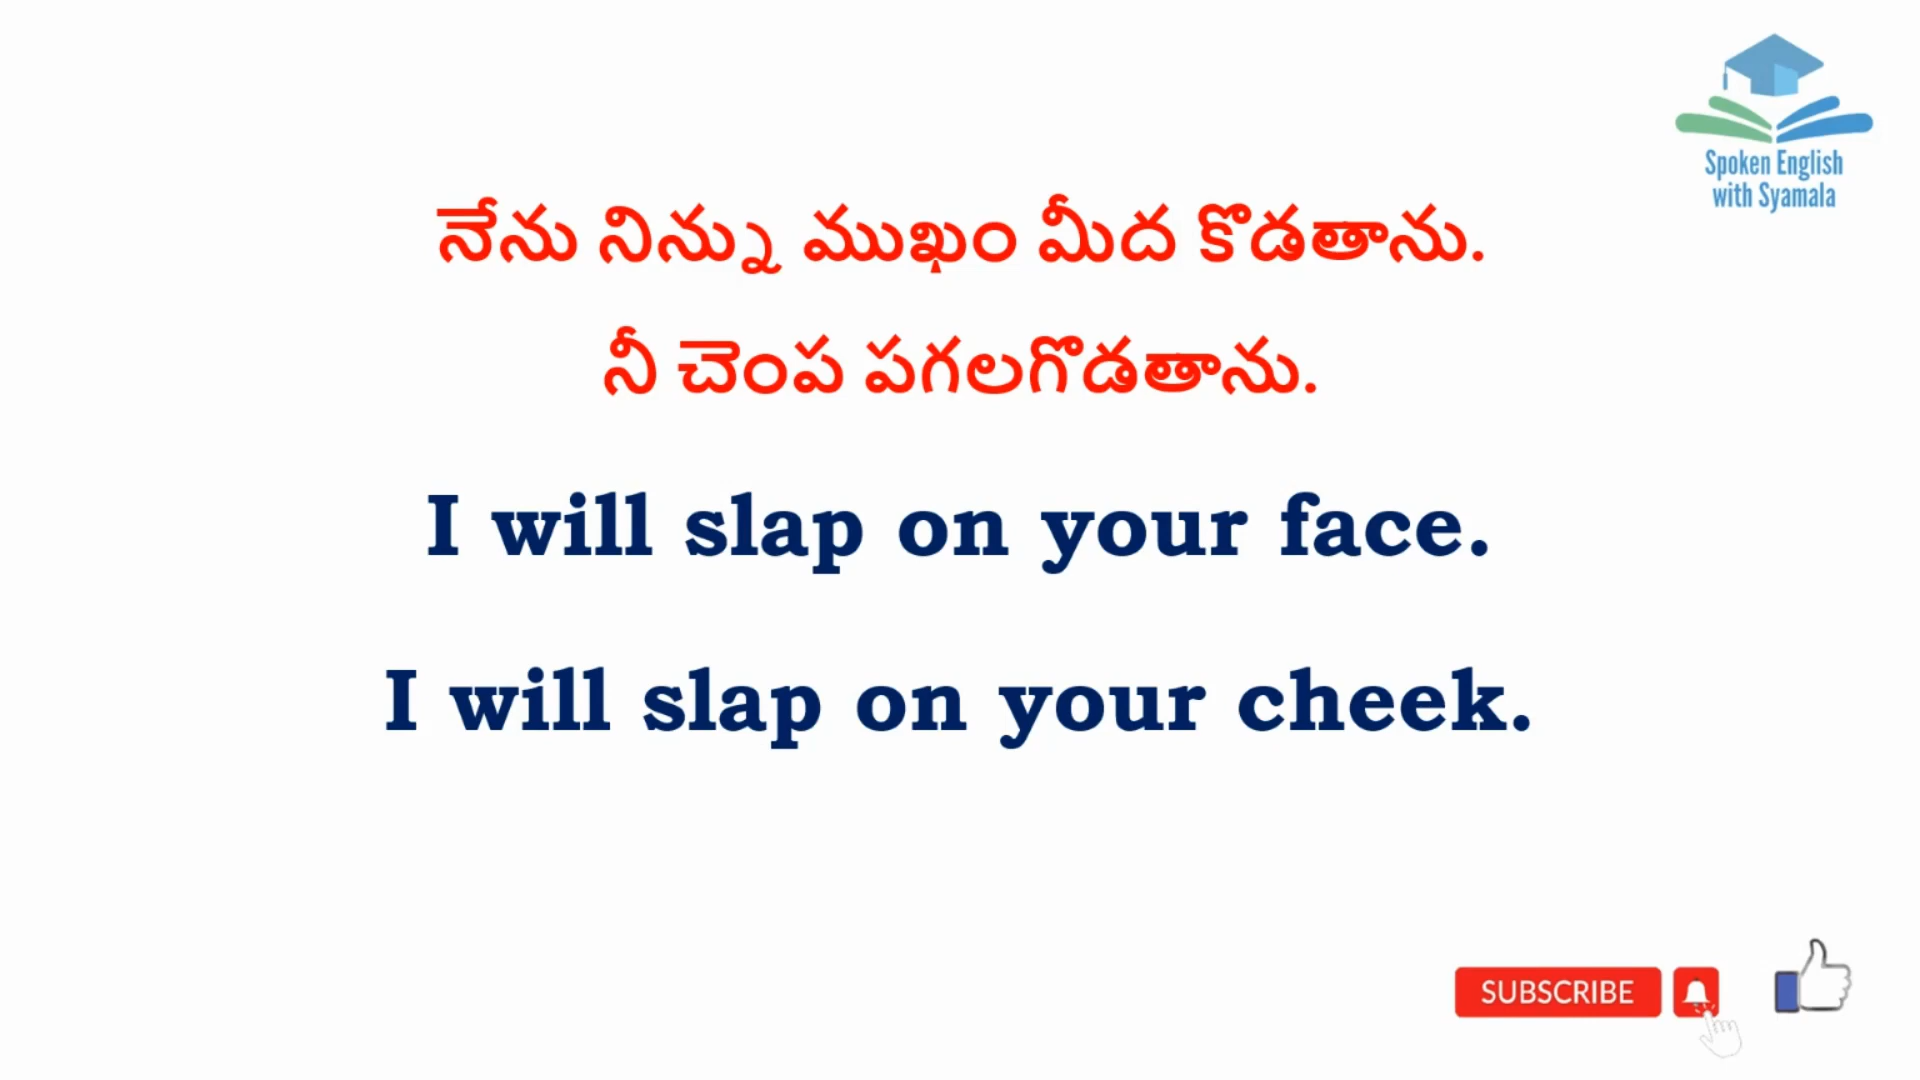 Spoken English
with Syamala
నేను నిన్ను ముఖం మీద కొడతాను.
నీ చెంప పగలగొడతాను.
I will slap on your face.
I will slap on your cheek.
SUBSCRIBE